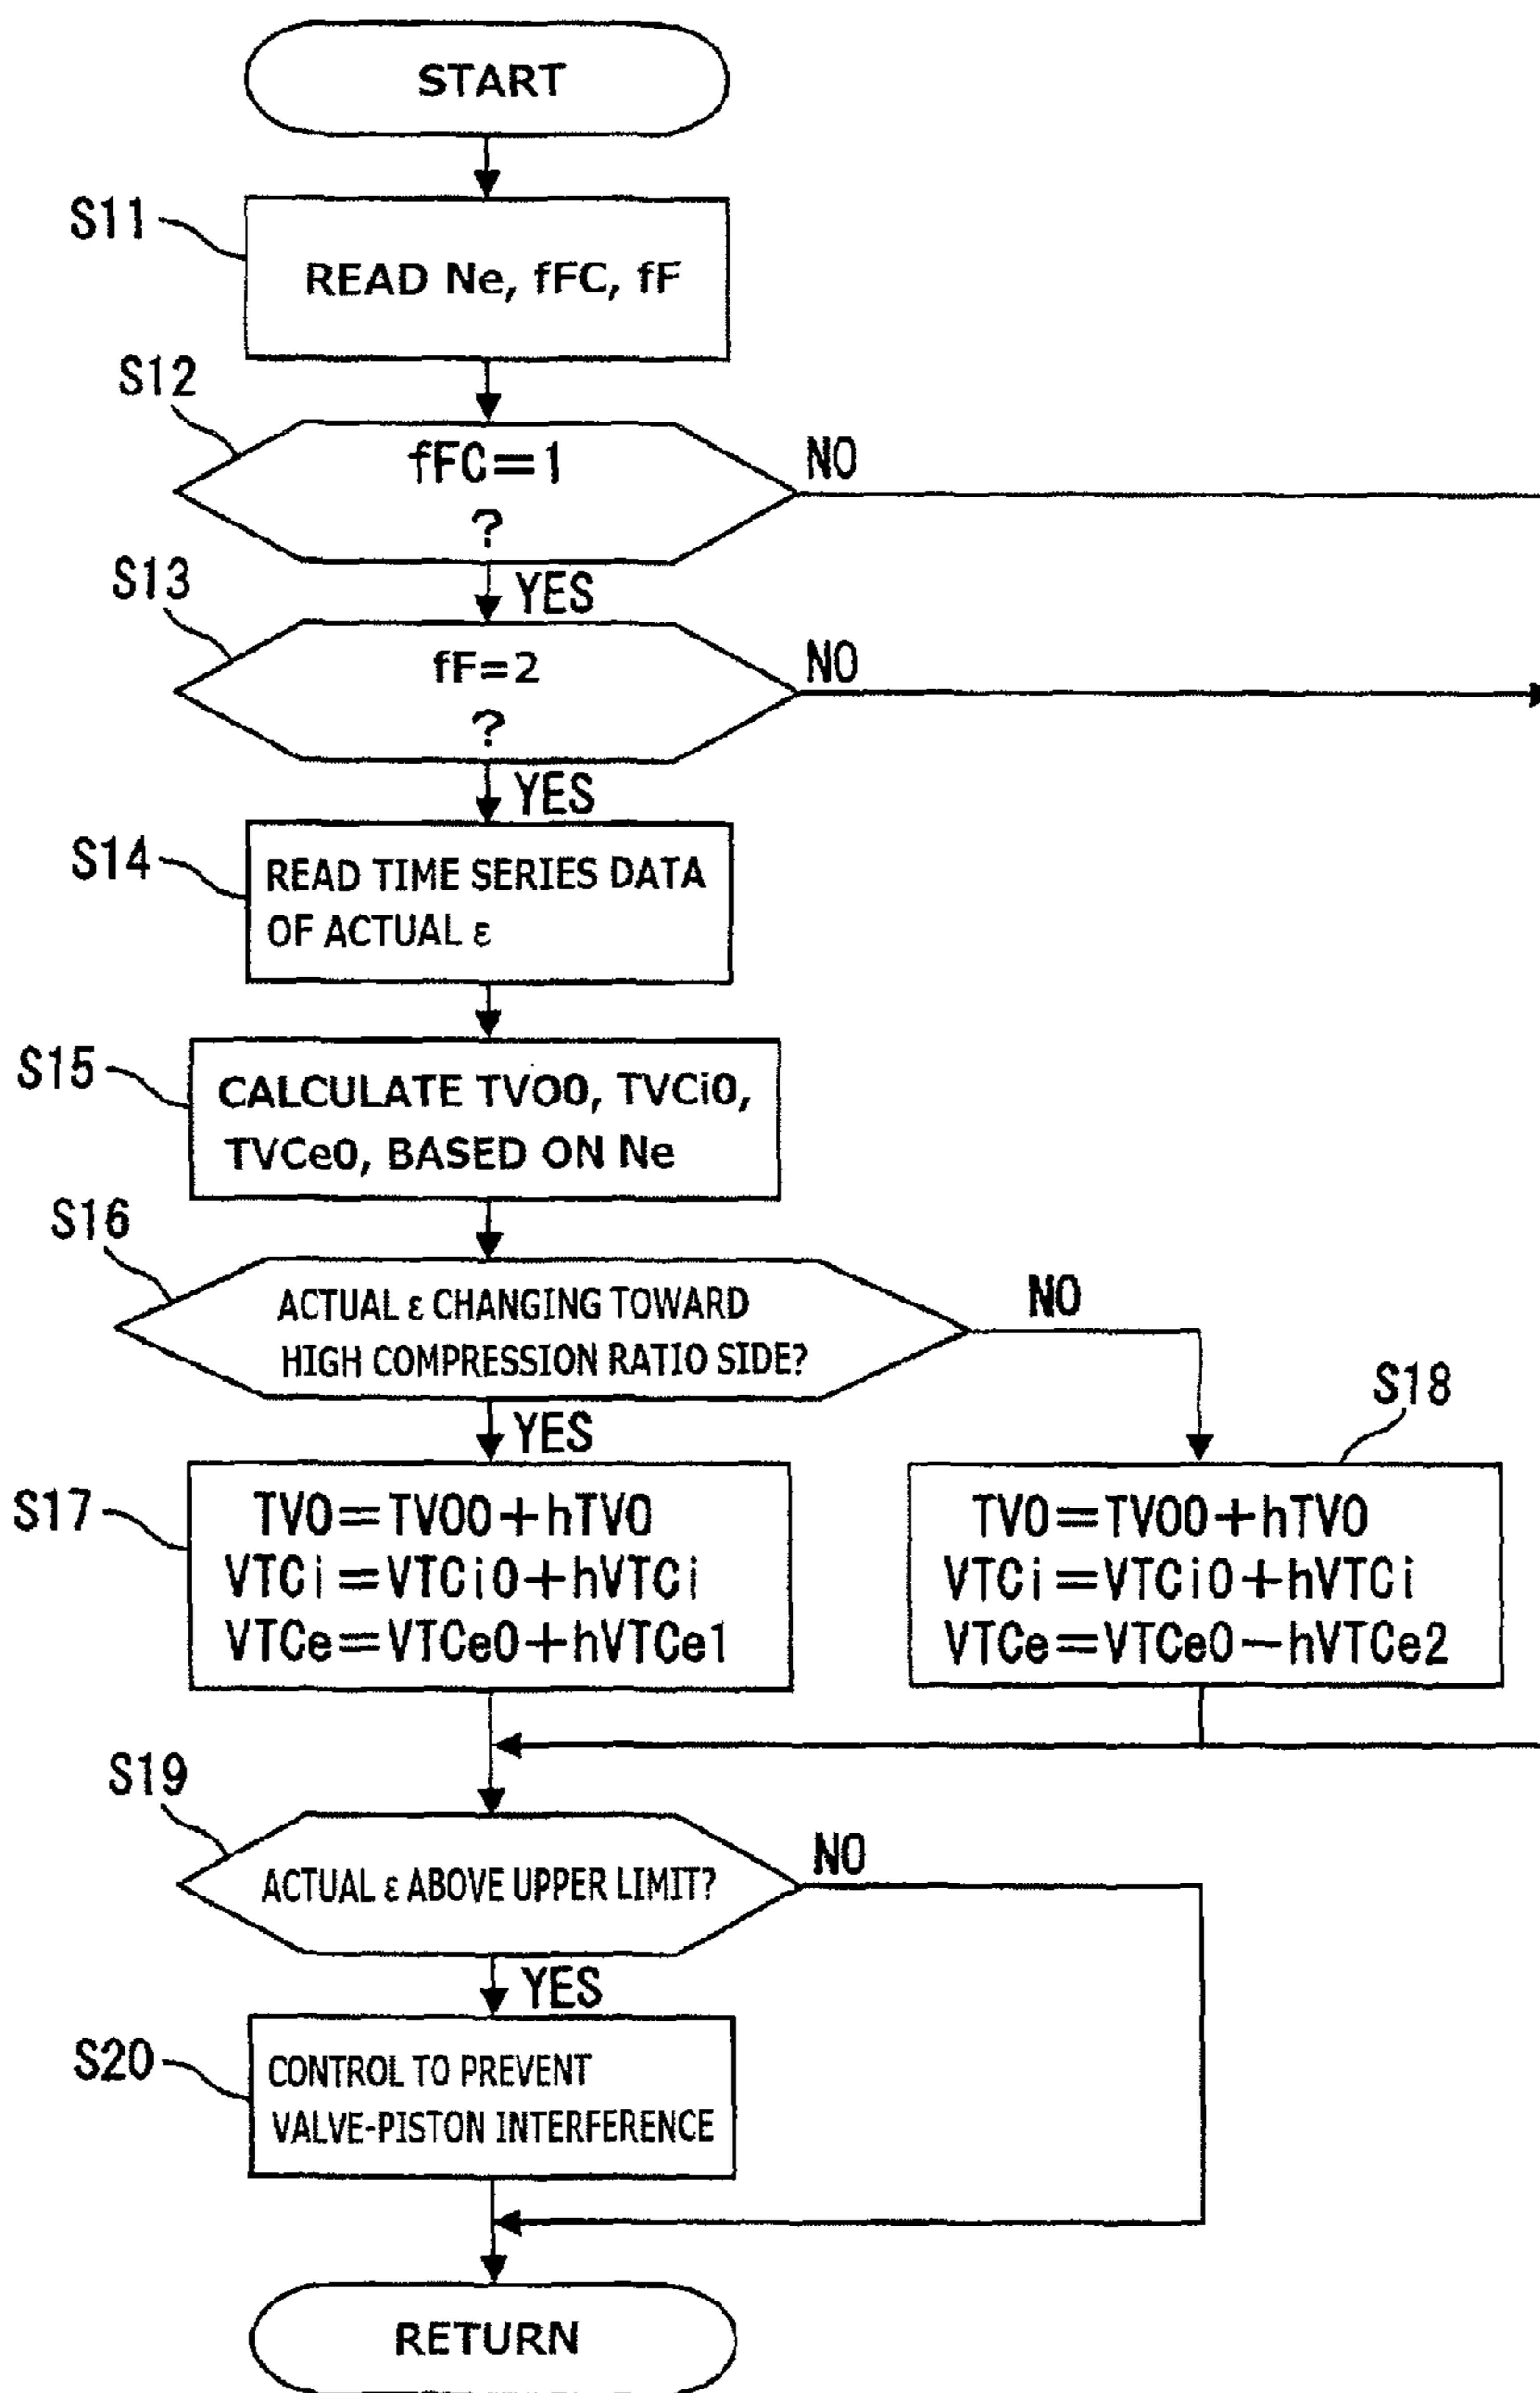 START
S11
READ Ne, fFC, fF
S12
fFC=1
?
NO
YES
S13
fF=2
?
NO
YES
S14
READ TIME SERIES DATA
OF ACTUAL ε
S15
CALCULATE TVO0, TVCi0,
TVCe0, BASED ON Ne
S16
ACTUAL ε CHANGING TOWARD
HIGH COMPRESSION RATIO SIDE?
NO
YES
S17
TVO=TVO0+hTVO
VTCi=VTCi0+hVTCi
VTCe=VTCe0+hVTCe1
S18
TVO=TVO0+hTVO
VTCi=VTCi0+hVTCi
VTCe=VTCe0−hVTCe2
S19
ACTUAL ε ABOVE UPPER LIMIT?
NO
YES
S20
CONTROL TO PREVENT
VALVE-PISTON INTERFERENCE
RETURN